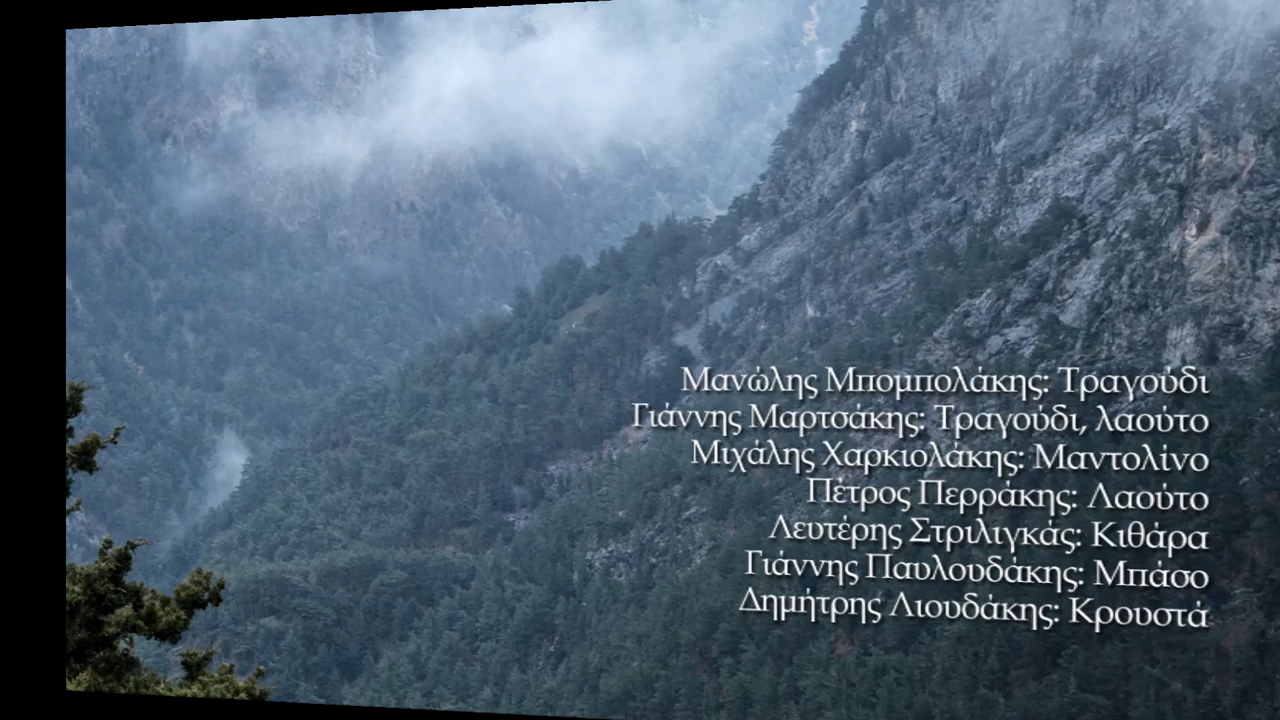 Μανώλης Μπομπολάκης: Τραγούδι
Γιάννης Μαρτσάκης: Τραγούδι, λαούτο
Μιχάλης Χαρκιολάκης: Μαντολίνο
Πέτρος Περράκης: Λαούτο
Λευτέρης Στριλιγκάς: Κιθάρα
Γιάννης Παυλουδάκης: Μπάσο
Δημήτρης Λιουδάκης: Κρουστά